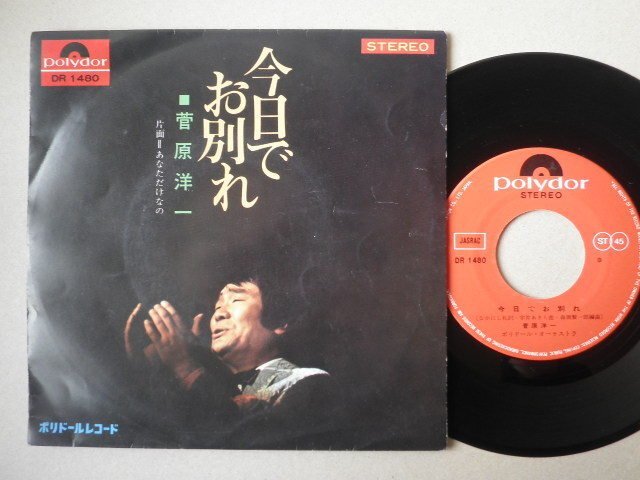 polydor
DR 1480
STEREO
今日で
お別れ
■菅原洋一
片面＝あなただけなの
ポリドールレコード
polydor
STEREO
JASRAC
ST 45
DR 1480
今日でお別れ
菅原洋一
ポリドール・オーケストラ